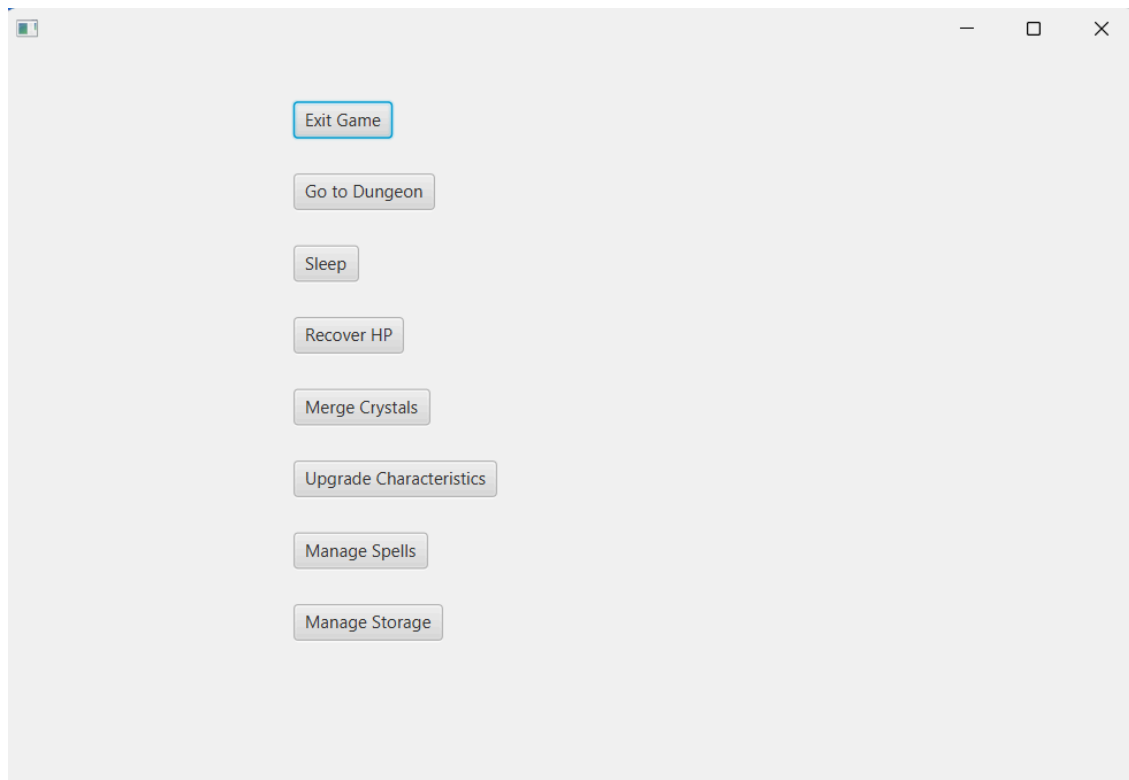 Exit Game
Go to Dungeon
Sleep
Recover HP
Merge Crystals
Upgrade Characteristics
Manage Spells
Manage Storage